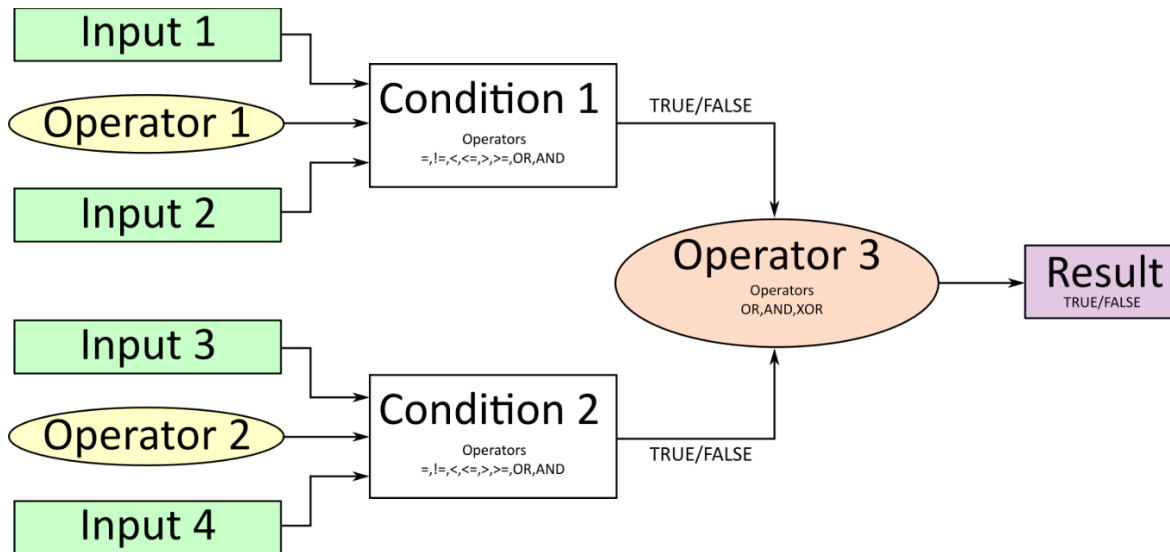 Input 1
Operator 1
Input 2
Condition 1
Operators
=,!=,<,<=,>,>=,OR,AND
TRUE/FALSE
Operator 3
Operators
OR,AND,XOR
Result
TRUE/FALSE
Input 3
Operator 2
Input 4
Condition 2
Operators
=,!=,<,<=,>,>=,OR,AND
TRUE/FALSE